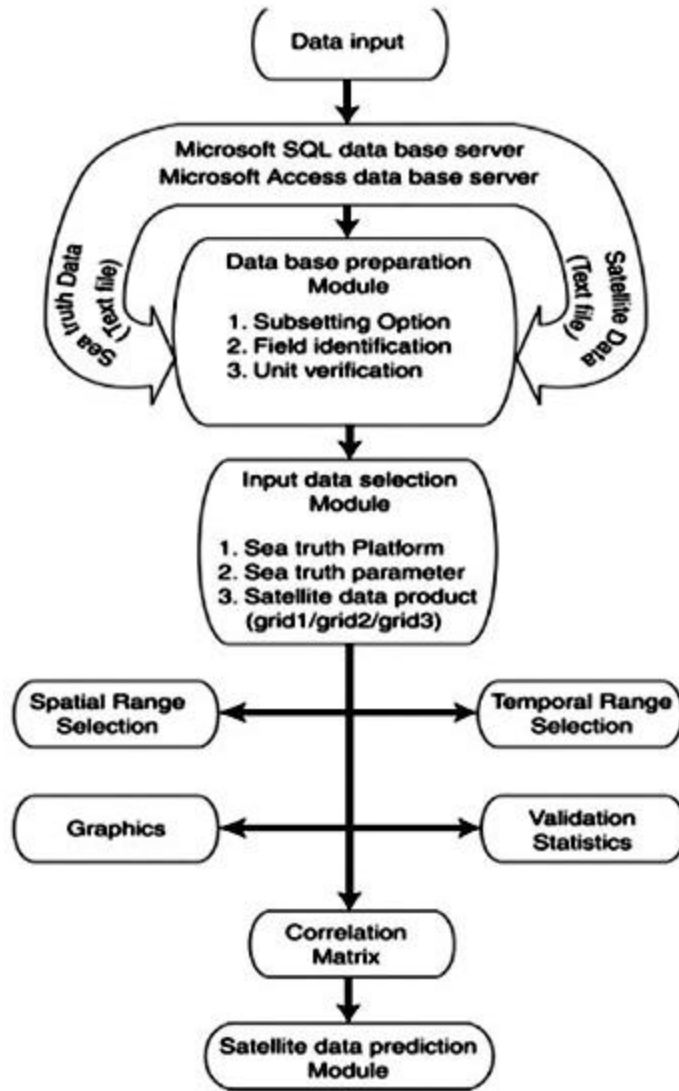 Data input
Microsoft SQL data base server
Microsoft Access data base server
Sea truth Data
(Text file)
Satellite Data
(Text file)
Data base preparation
Module
1. Subsetting Option
2. Field identification
3. Unit verification
Input data selection
Module
1. Sea truth Platform
2. Sea truth parameter
3. Satellite data product
(grid1/grid2/grid3)
Spatial Range
Selection
Temporal Range
Selection
Graphics
Validation
Statistics
Correlation
Matrix
Satellite data prediction
Module